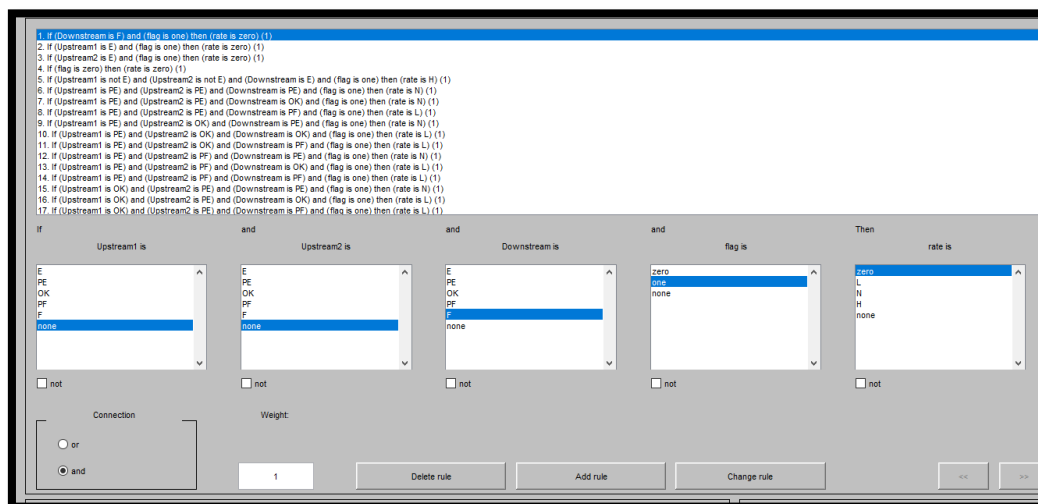 1. If (Downstream is F) and (flag is one) then (rate is zero) (1)
2. If (Upstream1 is E) and (flag is one) then (rate is zero) (1)
3. If (Upstream2 is E) and (flag is one) then (rate is zero) (1)
4. If (flag is zero) then (rate is zero) (1)
5. If (Upstream1 is not E) and (Upstream2 is not E) and (Downstream is E) and (flag is one) then (rate is H) (1)
6. If (Upstream1 is PE) and (Upstream2 is PE) and (Downstream is PE) and (flag is one) then (rate is N) (1)
7. If (Upstream1 is PE) and (Upstream2 is PE) and (Downstream is OK) and (flag is one) then (rate is N) (1)
8. If (Upstream1 is PE) and (Upstream2 is PE) and (Downstream is PF) and (flag is one) then (rate is L) (1)
9. If (Upstream1 is PE) and (Upstream2 is OK) and (Downstream is PE) and (flag is one) then (rate is N) (1)
10. If (Upstream1 is PE) and (Upstream2 is OK) and (Downstream is OK) and (flag is one) then (rate is L) (1)
11. If (Upstream1 is PE) and (Upstream2 is OK) and (Downstream is PF) and (flag is one) then (rate is L) (1)
12. If (Upstream1 is PE) and (Upstream2 is PF) and (Downstream is PE) and (flag is one) then (rate is N) (1)
13. If (Upstream1 is PE) and (Upstream2 is PF) and (Downstream is OK) and (flag is one) then (rate is L) (1)
14. If (Upstream1 is PE) and (Upstream2 is PF) and (Downstream is PF) and (flag is one) then (rate is L) (1)
15. If (Upstream1 is OK) and (Upstream2 is PE) and (Downstream is PE) and (flag is one) then (rate is N) (1)
16. If (Upstream1 is OK) and (Upstream2 is PE) and (Downstream is OK) and (flag is one) then (rate is L) (1)
17. If (Upstream1 is OK) and (Upstream2 is PE) and (Downstream is PF) and (flag is one) then (rate is L) (1)
If and and and Then
Upstream1 is Upstream2 is Downstream is flag is rate is
E E E zero zero
PE PE PE one L
OK OK OK none N
PF PF PF H
F F F none
none none none
not not not not not
Connection Weight:
or
and 1 Delete rule Add rule Change rule << >>